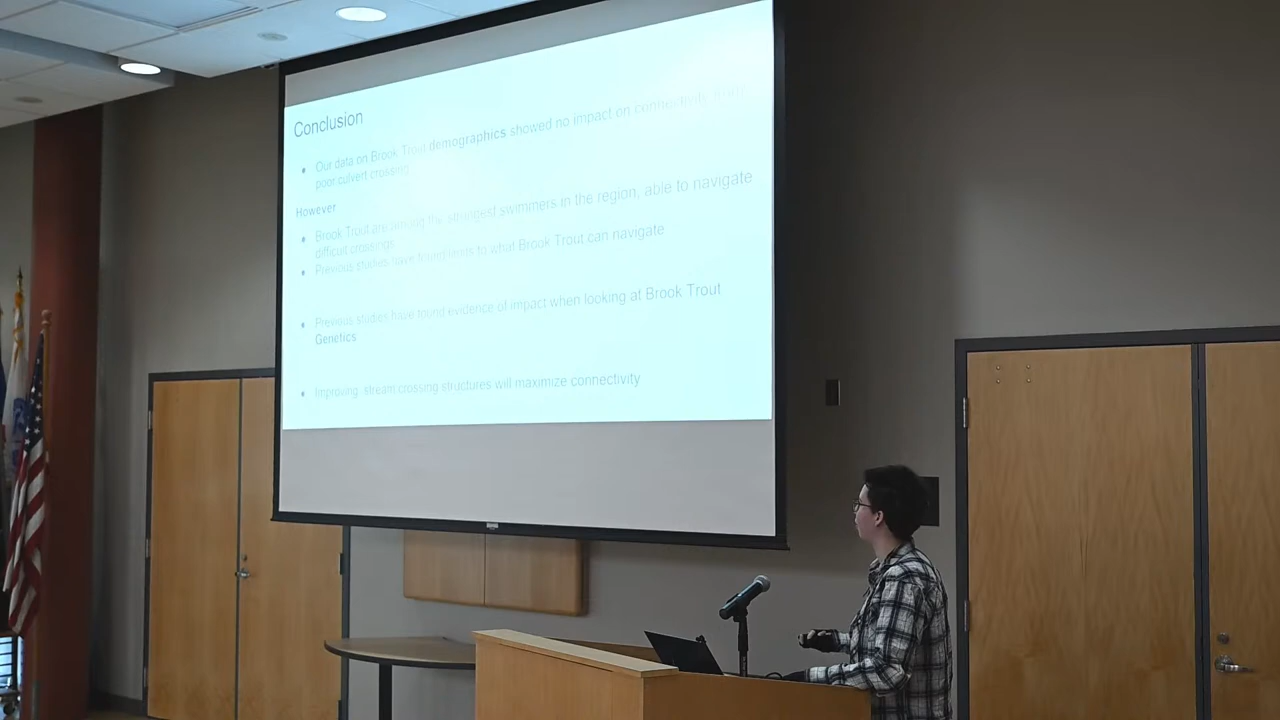 Conclusion
Our data on Brook Trout demographics showed no impact on connectivity from
poor culvert crossing
However
Brook Trout are among the strongest swimmers in the region, able to navigate
difficult crossings
Previous studies have found limits to what Brook Trout can navigate
Previous studies have found evidence of impact when looking at Brook Trout
Genetics
Improving stream crossing structures will maximize connectivity